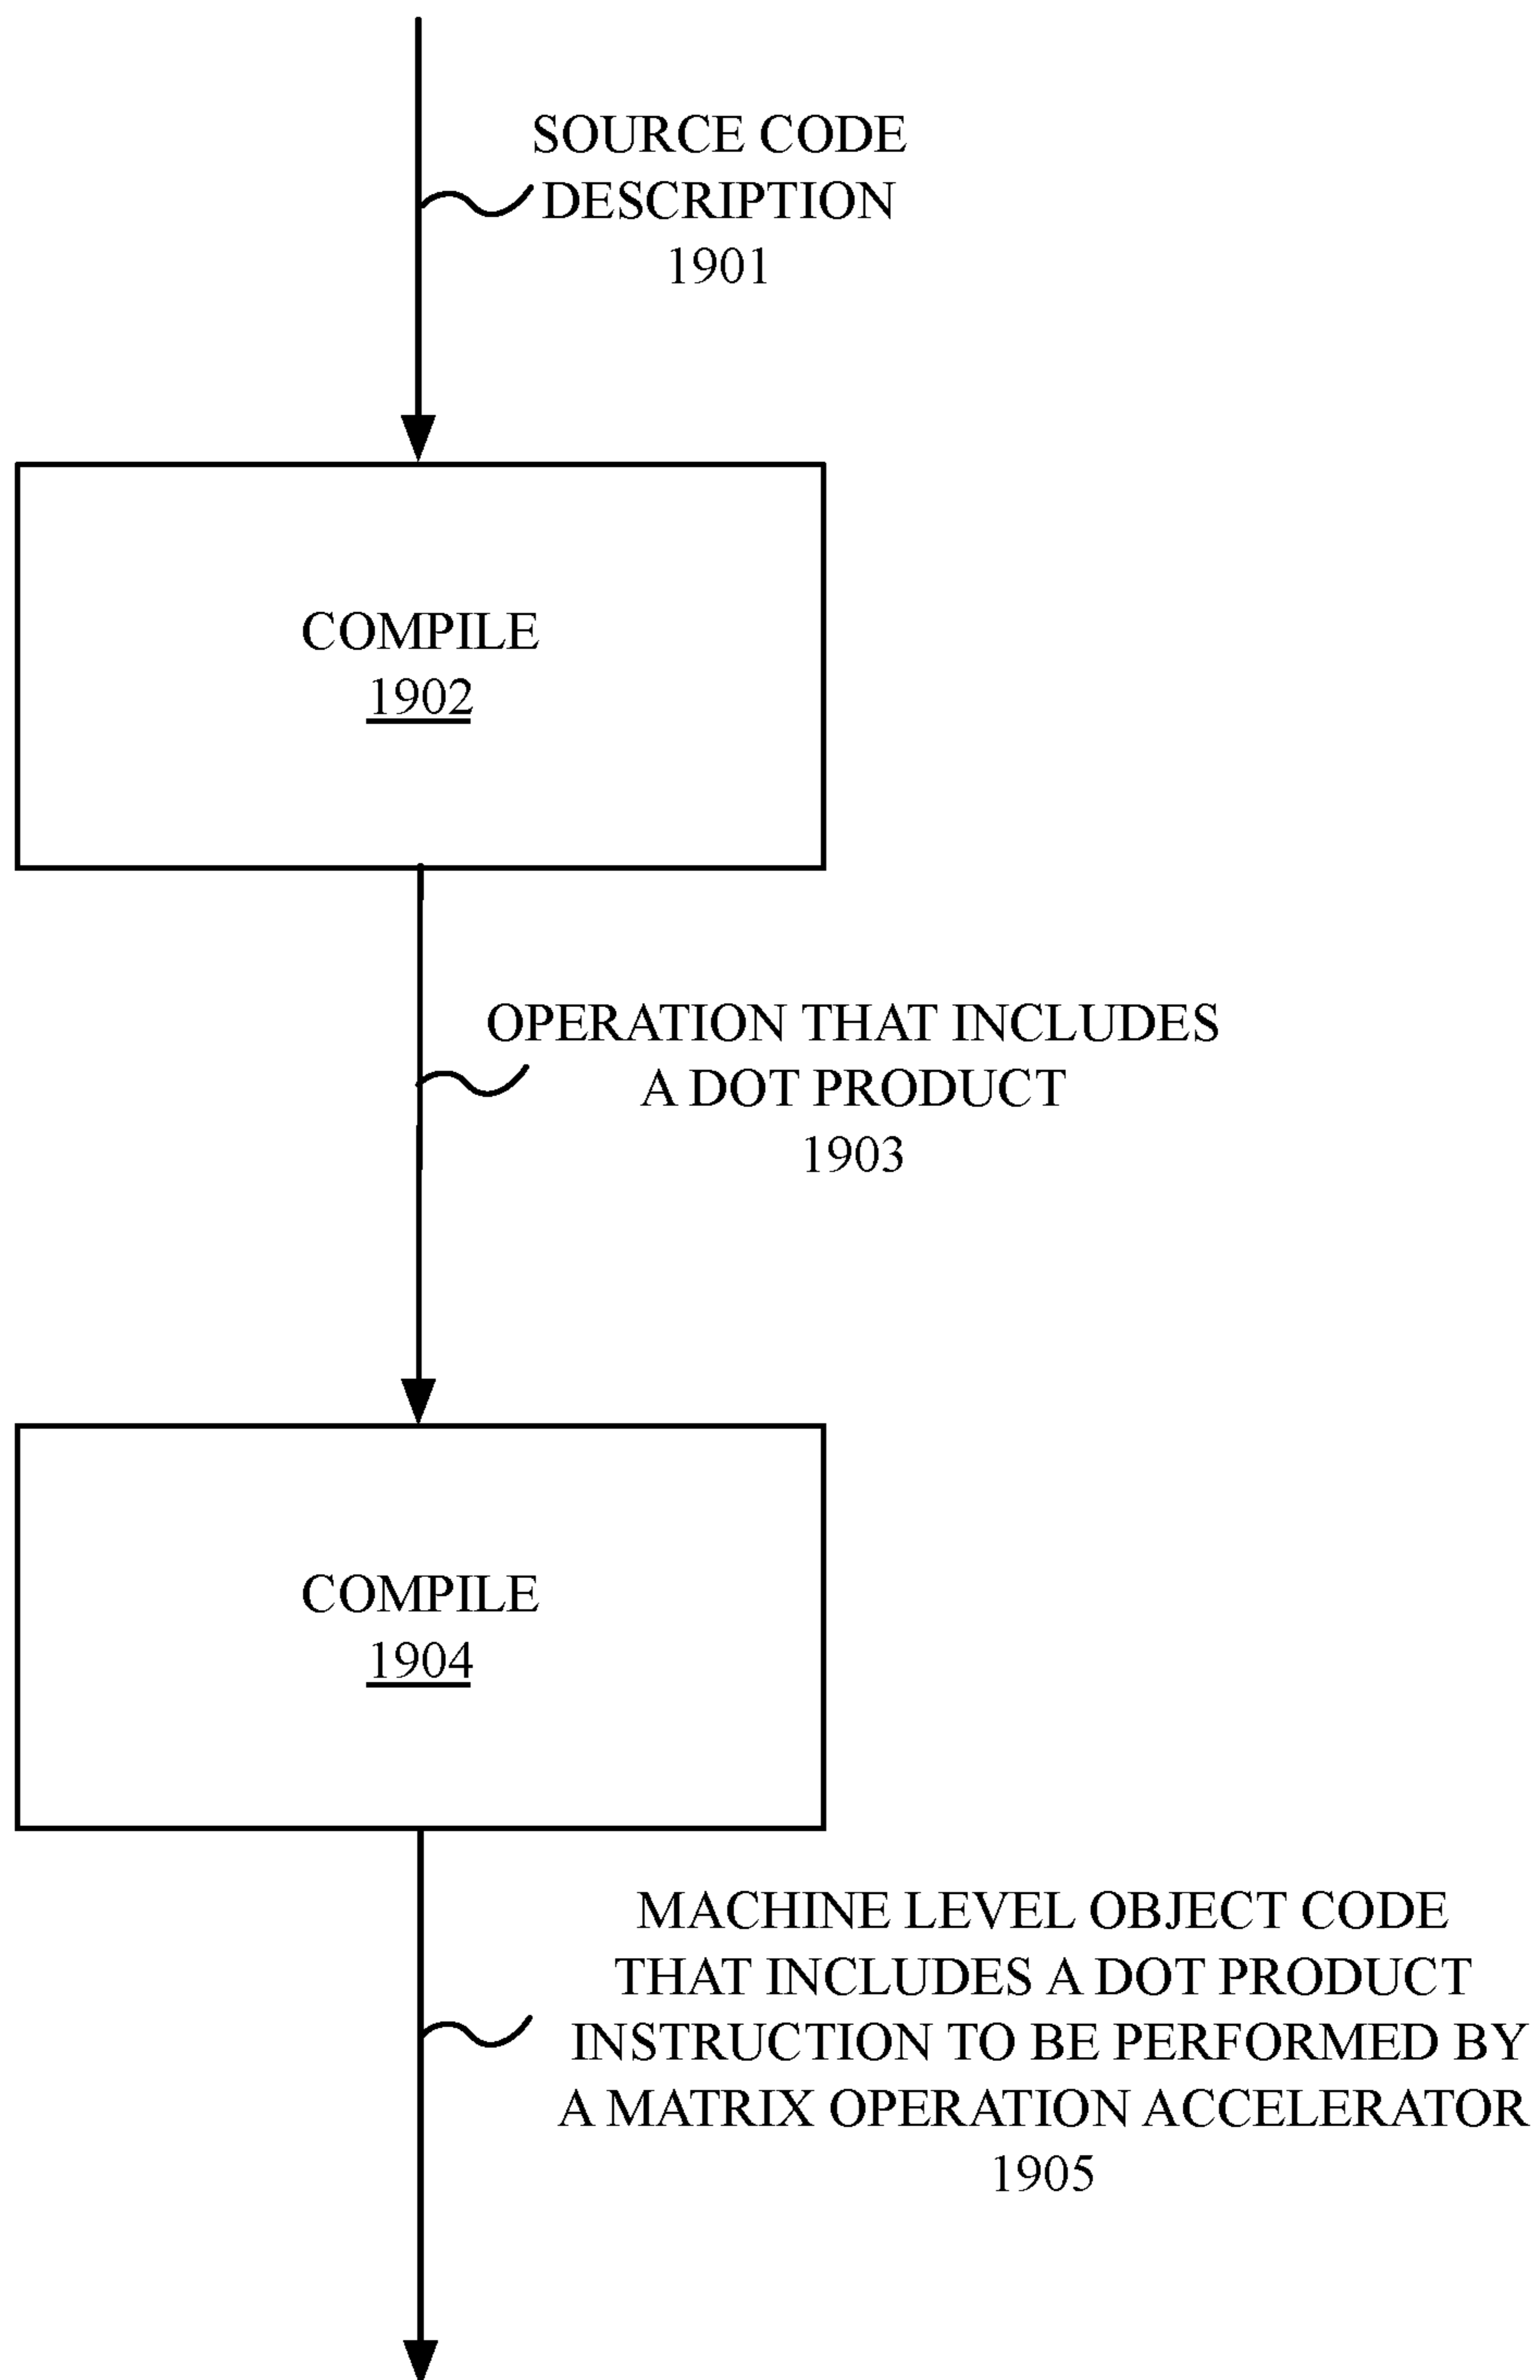 SOURCE CODE
DESCRIPTION
1901
COMPILE
1902
OPERATION THAT INCLUDES
A DOT PRODUCT
1903
COMPILE
1904
MACHINE LEVEL OBJECT CODE
THAT INCLUDES A DOT PRODUCT
INSTRUCTION TO BE PERFORMED BY
A MATRIX OPERATION ACCELERATOR
1905